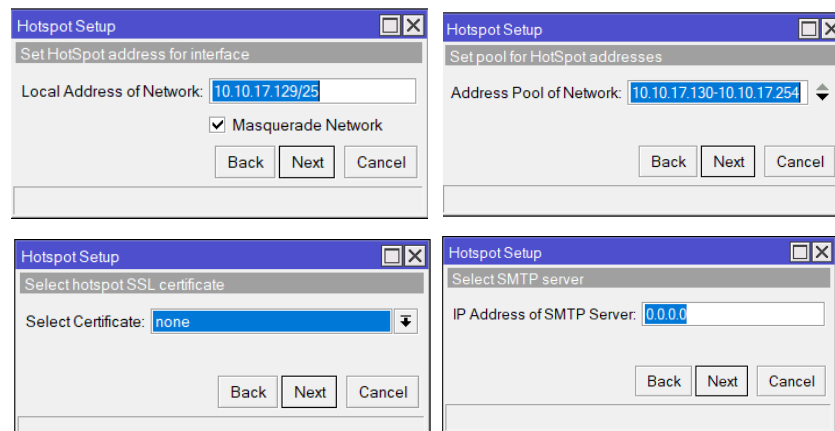 Hotspot Setup
Set HotSpot address for interface
Local Address of Network: 10.10.17.129/25
Masquerade Network
Back Next Cancel
Hotspot Setup
Set pool for HotSpot addresses
Address Pool of Network: 10.10.17.130-10.10.17.254
Back Next Cancel
Hotspot Setup
Select hotspot SSL certificate
Select Certificate: none
Back Next Cancel
Hotspot Setup
Select SMTP server
IP Address of SMTP Server: 0.0.0.0
Back Next Cancel